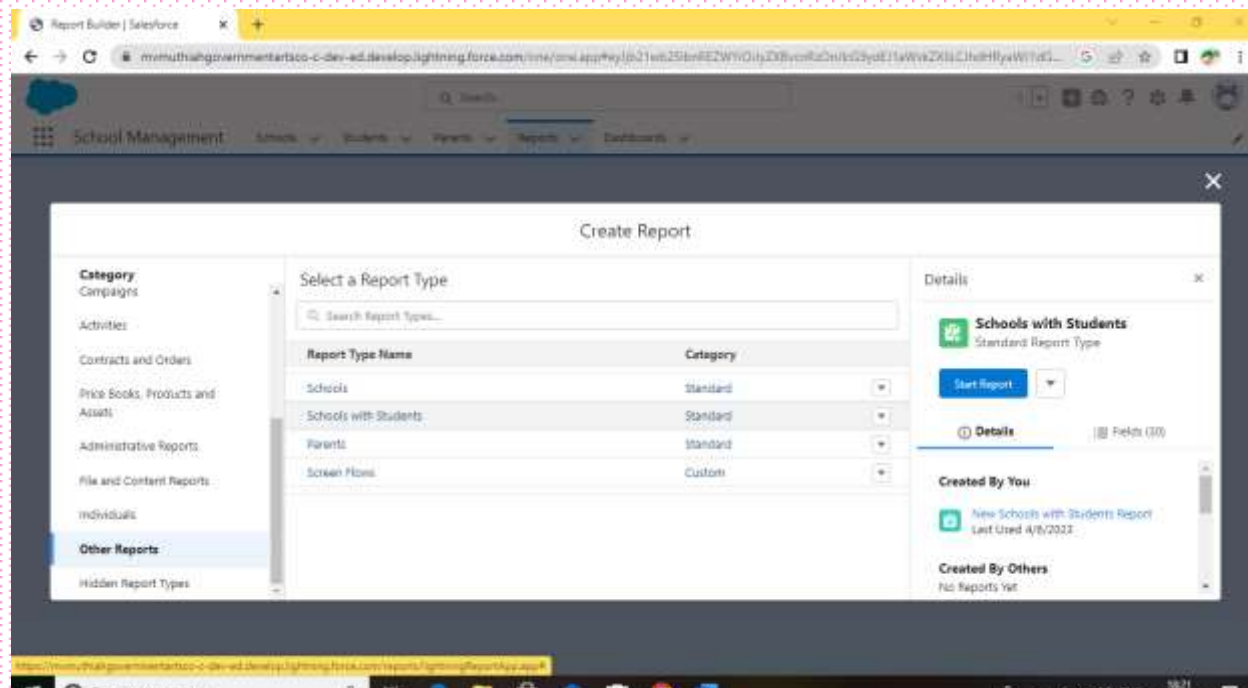 Report Builder | Salesforce
Search...
School Management
Schools
Students
Parents
Reports
Dashboards
Create Report
Category
Campaigns
Activities
Contracts and Orders
Price Books, Products and
Assets
Administrative Reports
File and Content Reports
Individuals
Other Reports
Hidden Report Types
Select a Report Type
Search Report Types...
Report Type Name Category
Schools Standard
Schools with Students Standard
Parents Standard
Screen Flows Custom
Details
Schools with Students
Standard Report Type
Start Report
Details
Fields (30)
Created By You
New Schools with Students Report
Last Used 4/8/2023
Created By Others
No Reports Yet